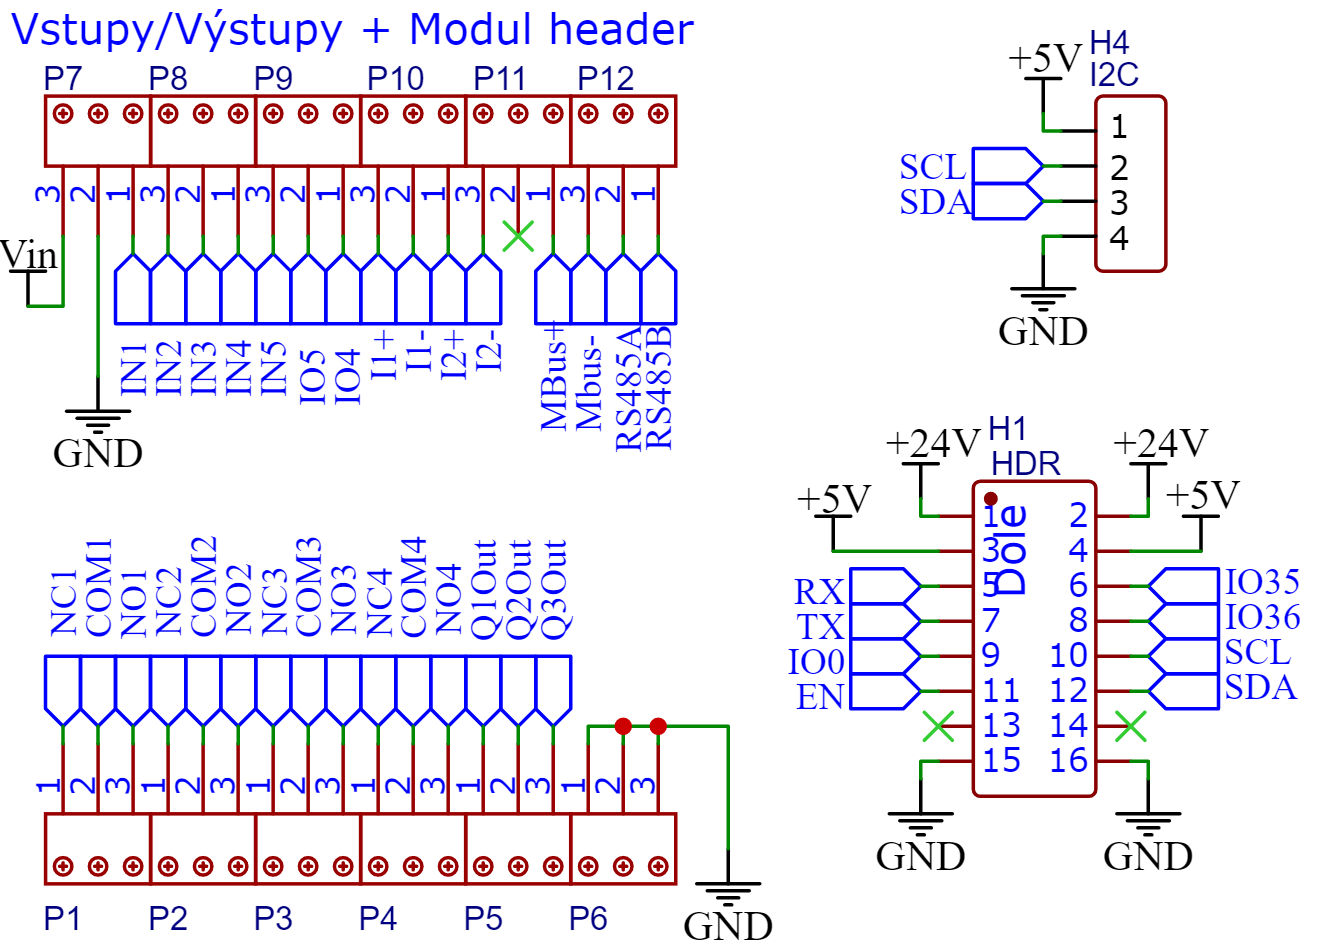 Vstupy/Výstupy + Modul header
P7 P8 P9 P10 P11 P12
3 2 1 3 2 1 3 2 1 3 2 1 3 2 1 3 2 1
Vin
IN1
IN2
IN3
IN4
IN5
IO5
IO4
I1+
I1-
I2+
I2-
MBus+
Mbus-
RS485A
RS485B
GND
NC1
COM1
NO1
NC2
COM2
NO2
NC3
COM3
NO3
NC4
COM4
NO4
Q1Out
Q2Out
Q3Out
1 2 3 1 2 3 1 2 3 1 2 3 1 2 3 1 2 3
P1 P2 P3 P4 P5 P6
GND
H4
I2C
+5V
1
SCL 2
SDA 3
4
GND
H1
HDR
+24V +24V
+5V +5V
Dole
1 2
3 4
RX 5 6 IO35
TX 7 8 IO36
IO0 9 10 SCL
EN 11 12 SDA
13 14
15 16
GND GND